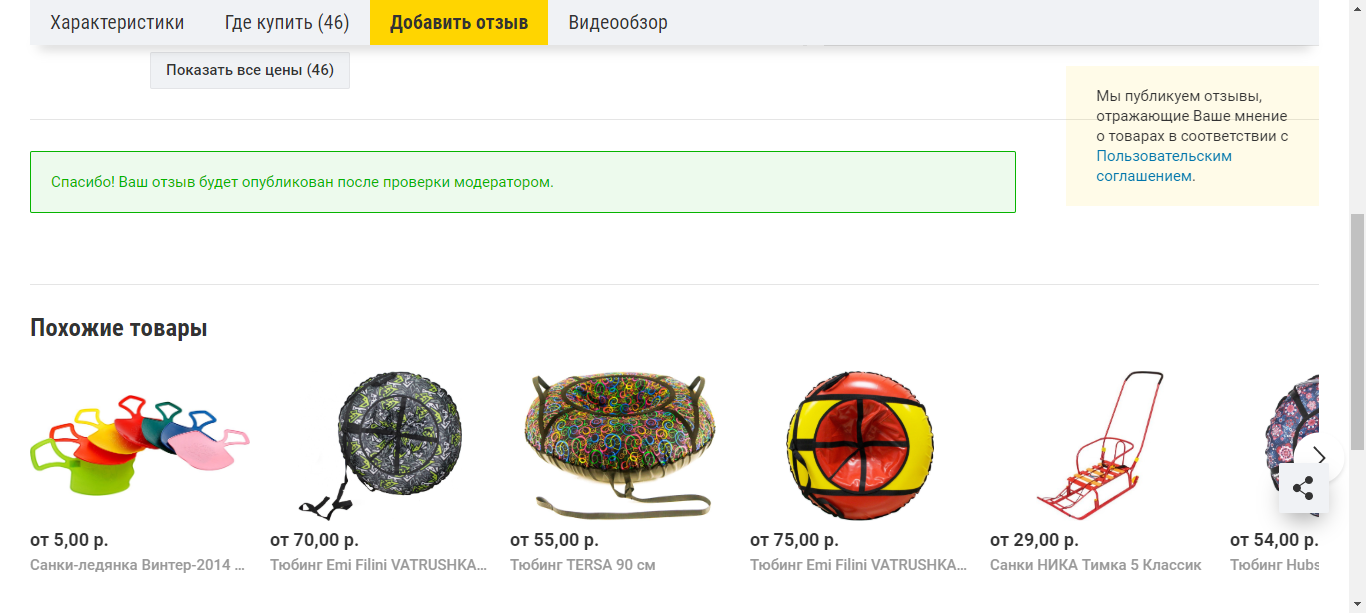 Характеристики
Где купить (46)
Добавить отзыв
Видеообзор
Показать все цены (46)
Мы публикуем отзывы,
отражающие Ваше мнение
о товарах в соответствии с
Пользовательским
соглашением.
Спасибо! Ваш отзыв будет опубликован после проверки модератором.
Похожие товары
от 5,00 р.
Санки-ледянка Винтер-2014 ...
от 70,00 р.
Тюбинг Emi Filini VATRUSHKA...
от 55,00 р.
Тюбинг TERSA 90 см
от 75,00 р.
Тюбинг Emi Filini VATRUSHKA...
от 29,00 р.
Санки НИКА Тимка 5 Классик
от 54,00 р.
Тюбинг Hubs